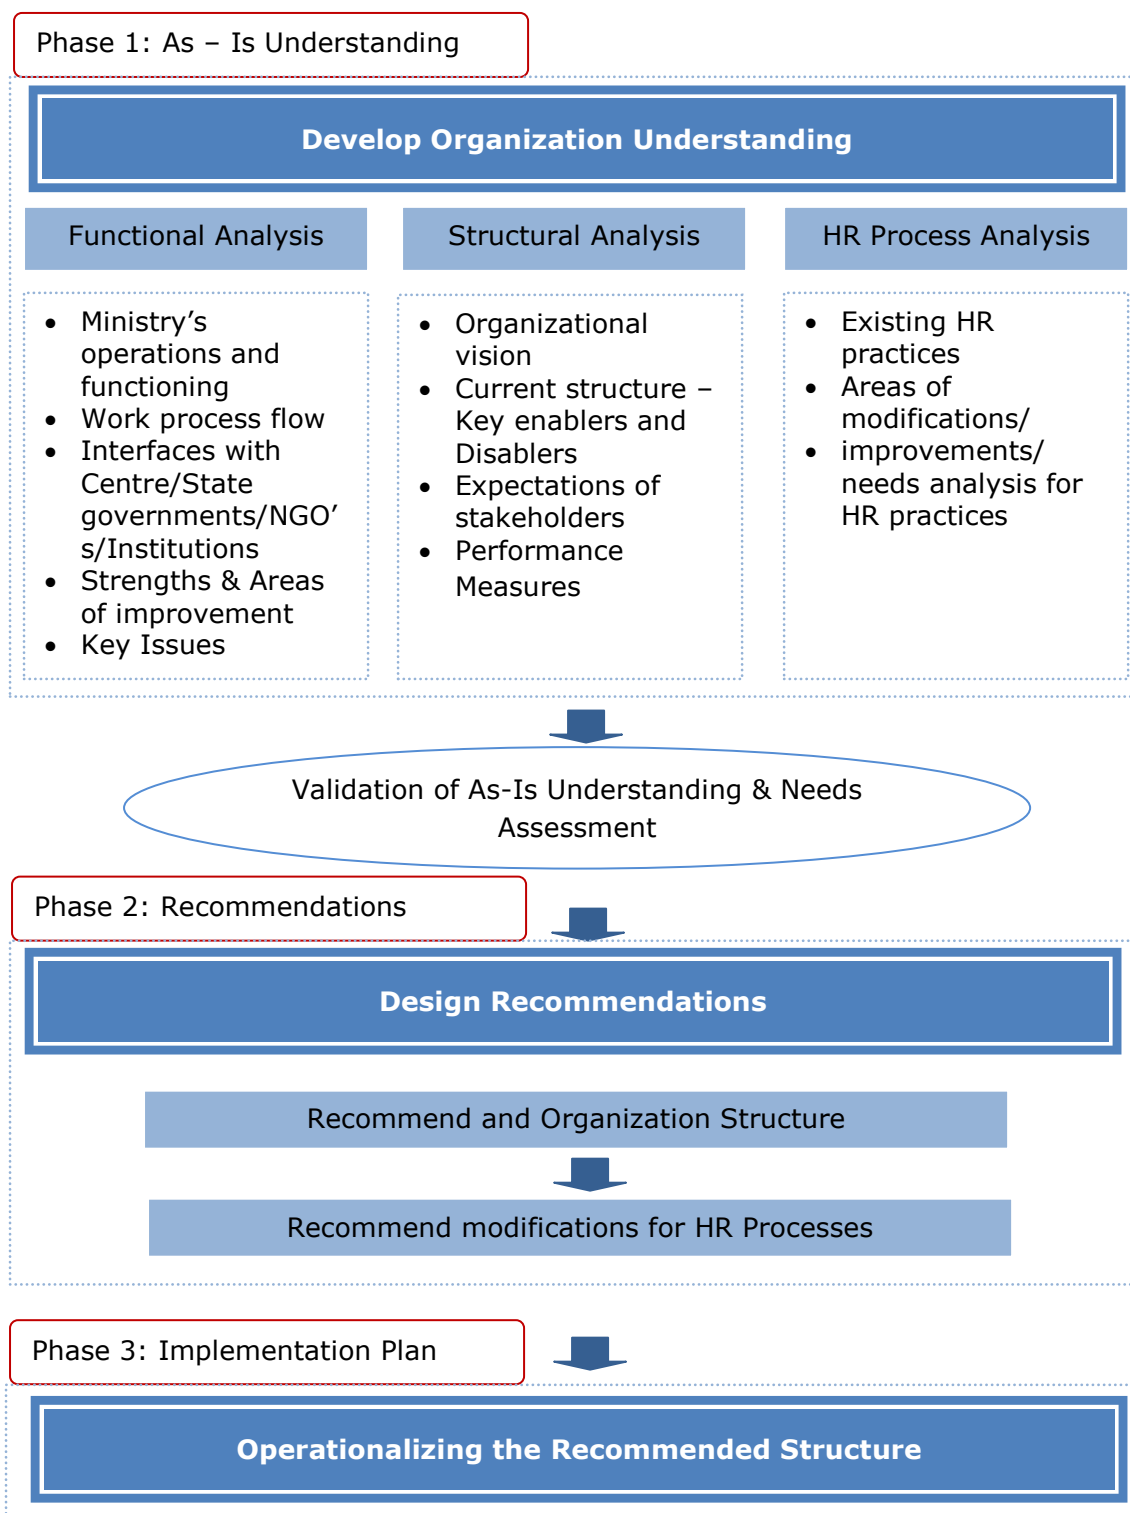 Phase 1: As – Is Understanding
Develop Organization Understanding
Functional Analysis
• Ministry's
operations and
functioning
• Work process flow
• Interfaces with
Centre/State
governments/NGO'
s/Institutions
• Strengths & Areas
of improvement
• Key Issues
Structural Analysis
• Organizational
vision
• Current structure –
Key enablers and
Disablers
• Expectations of
stakeholders
• Performance
Measures
HR Process Analysis
• Existing HR
practices
• Areas of
modifications/
• improvements/
needs analysis for
HR practices
Validation of As-Is Understanding & Needs
Assessment
Phase 2: Recommendations
Design Recommendations
Recommend and Organization Structure
Recommend modifications for HR Processes
Phase 3: Implementation Plan
Operationalizing the Recommended Structure